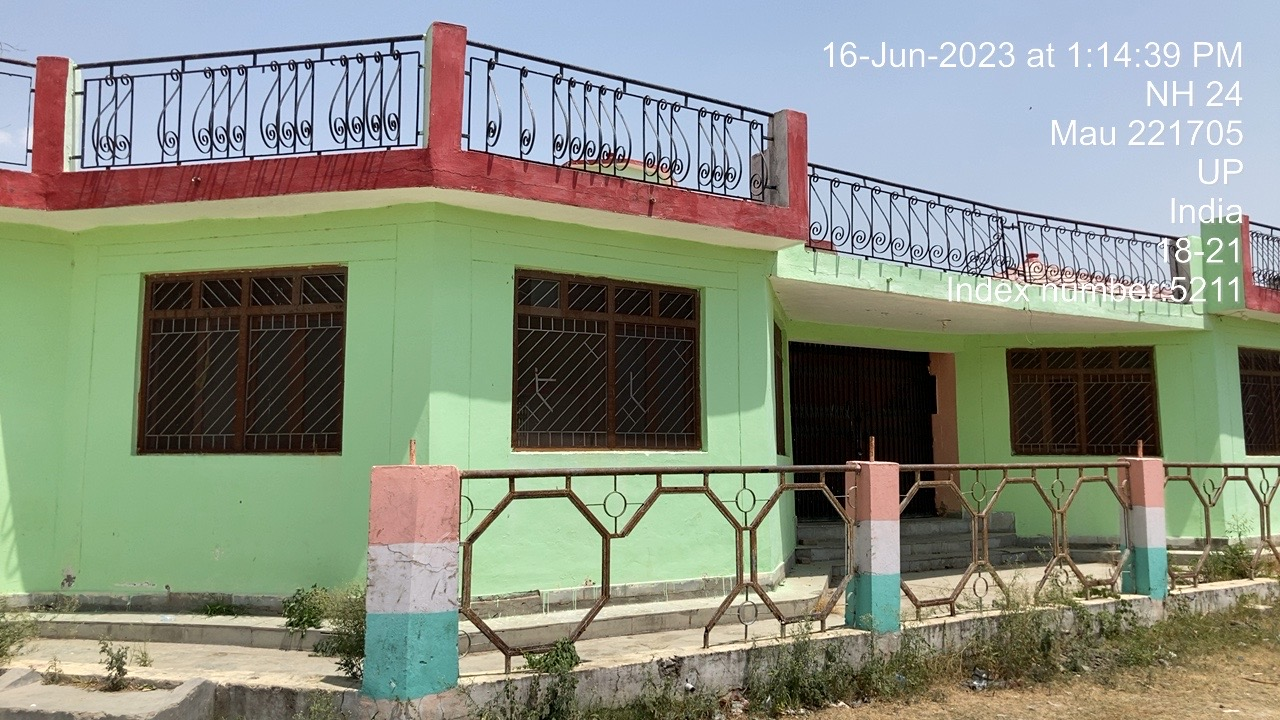 16-Jun-2023 at 1:14:39 PM
NH 24
Mau 221705
UP
India
18-21
Index number:5211